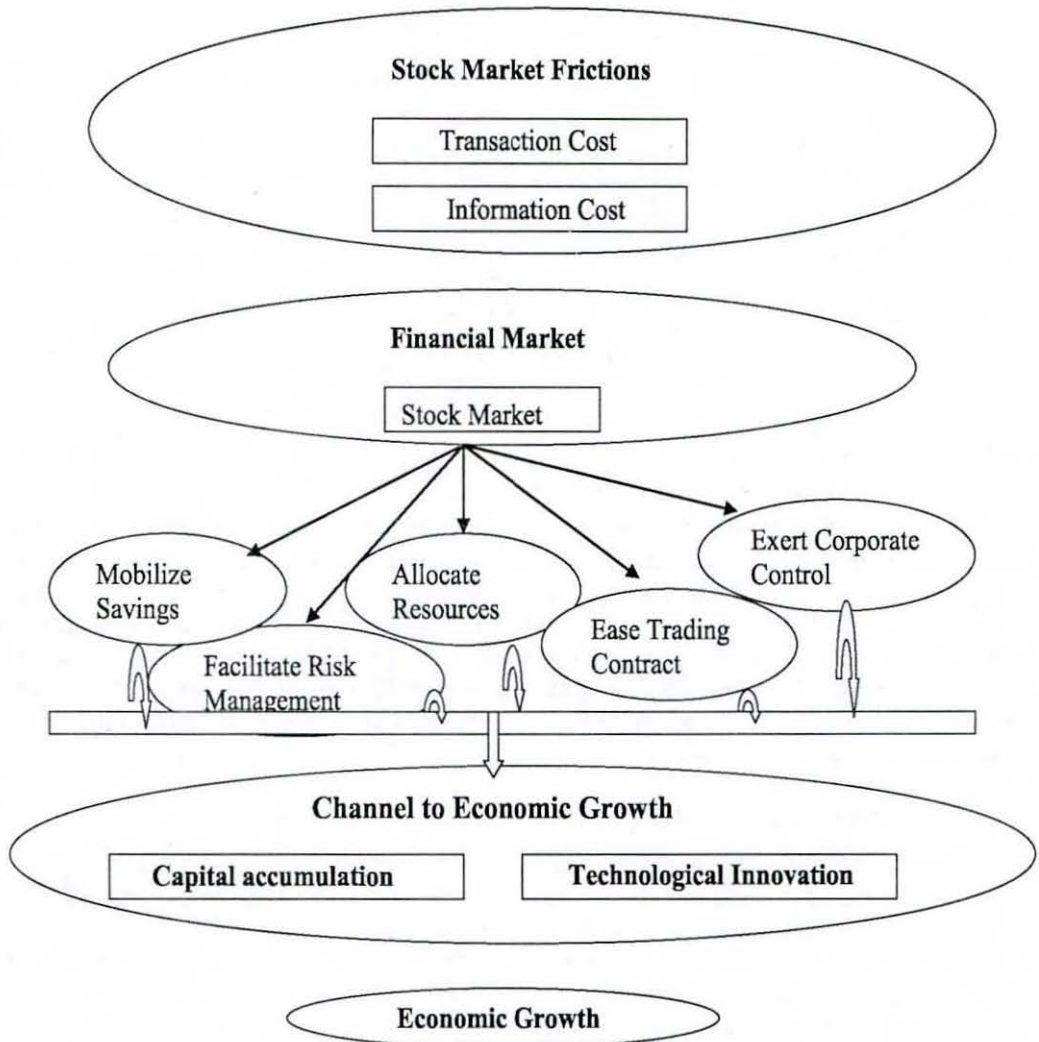 Stock Market Frictions
Transaction Cost
Information Cost
Financial Market
Stock Market
Mobilize
Savings
Facilitate Risk
Management
Allocate
Resources
Ease Trading
Contract
Exert Corporate
Control
Channel to Economic Growth
Capital accumulation
Technological Innovation
Economic Growth